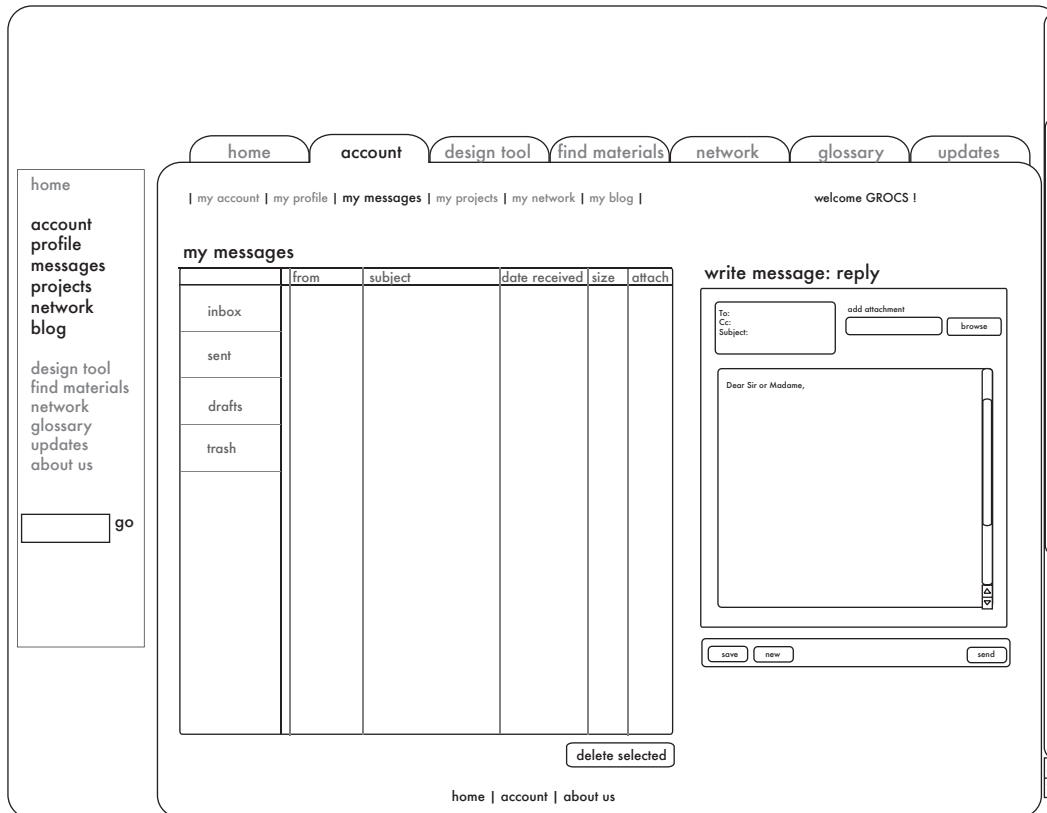 home account design tool find materials network glossary updates
home
account
profile
messages
projects
network
blog
design tool
find materials
network
glossary
updates
about us
go
| my account | my profile | my messages | my projects | my network | my blog |
welcome GROCS !
my messages
from subject date received size attach
inbox
sent
drafts
trash
delete selected
write message: reply
To:
Cc:
Subject:
add attachment
browse
Dear Sir or Madame,
save new send
home | account | about us